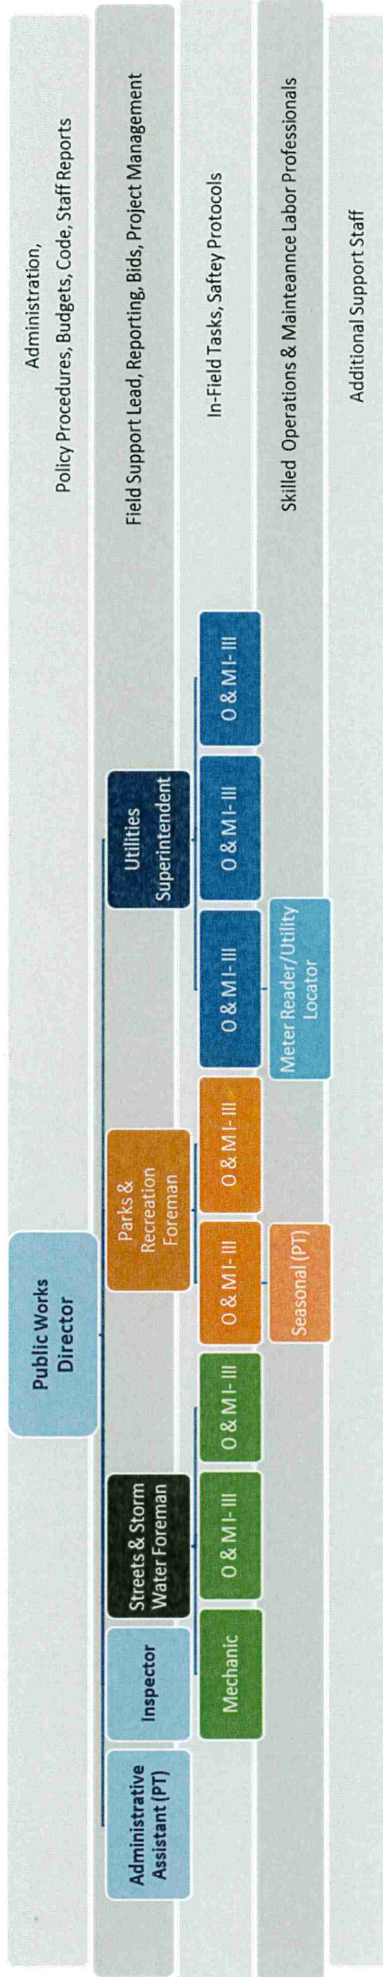 Administration,
Policy Procedures, Budgets, Code, Staff Reports
Public Works
Director
Field Support Lead, Reporting, Bids, Project Management
Administrative
Assistant (PT)
Inspector
Streets & Storm
Water Foreman
Parks &
Recreation
Foreman
Utilities
Superintendent
In-Field Tasks, Saftey Protocols
Mechanic
O & M I- III
O & M I- III
O & M I- III
O & M I- III
O & M I- III
O & M I- III
O & M I- III
Skilled Operations & Mainteannce Labor Professionals
Seasonal (PT)
Meter Reader/Utility
Locator
Additional Support Staff